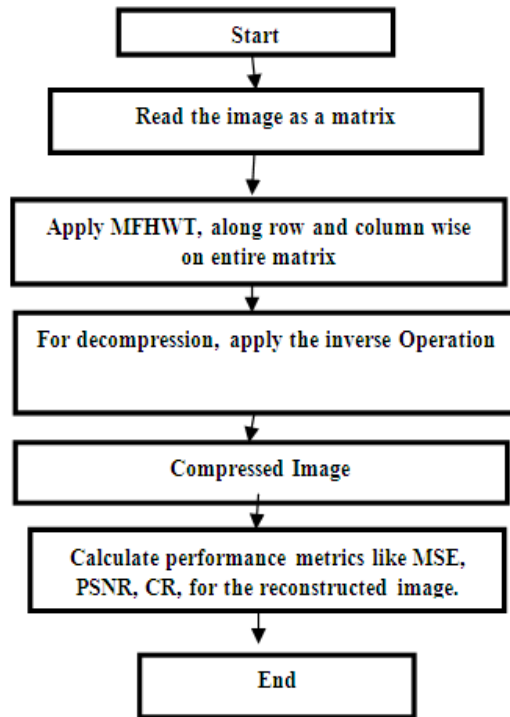 Start
Read the image as a matrix
Apply MFHWT, along row and column wise
on entire matrix
For decompression, apply the inverse Operation
Compressed Image
Calculate performance metrics like MSE,
PSNR, CR, for the reconstructed image.
End